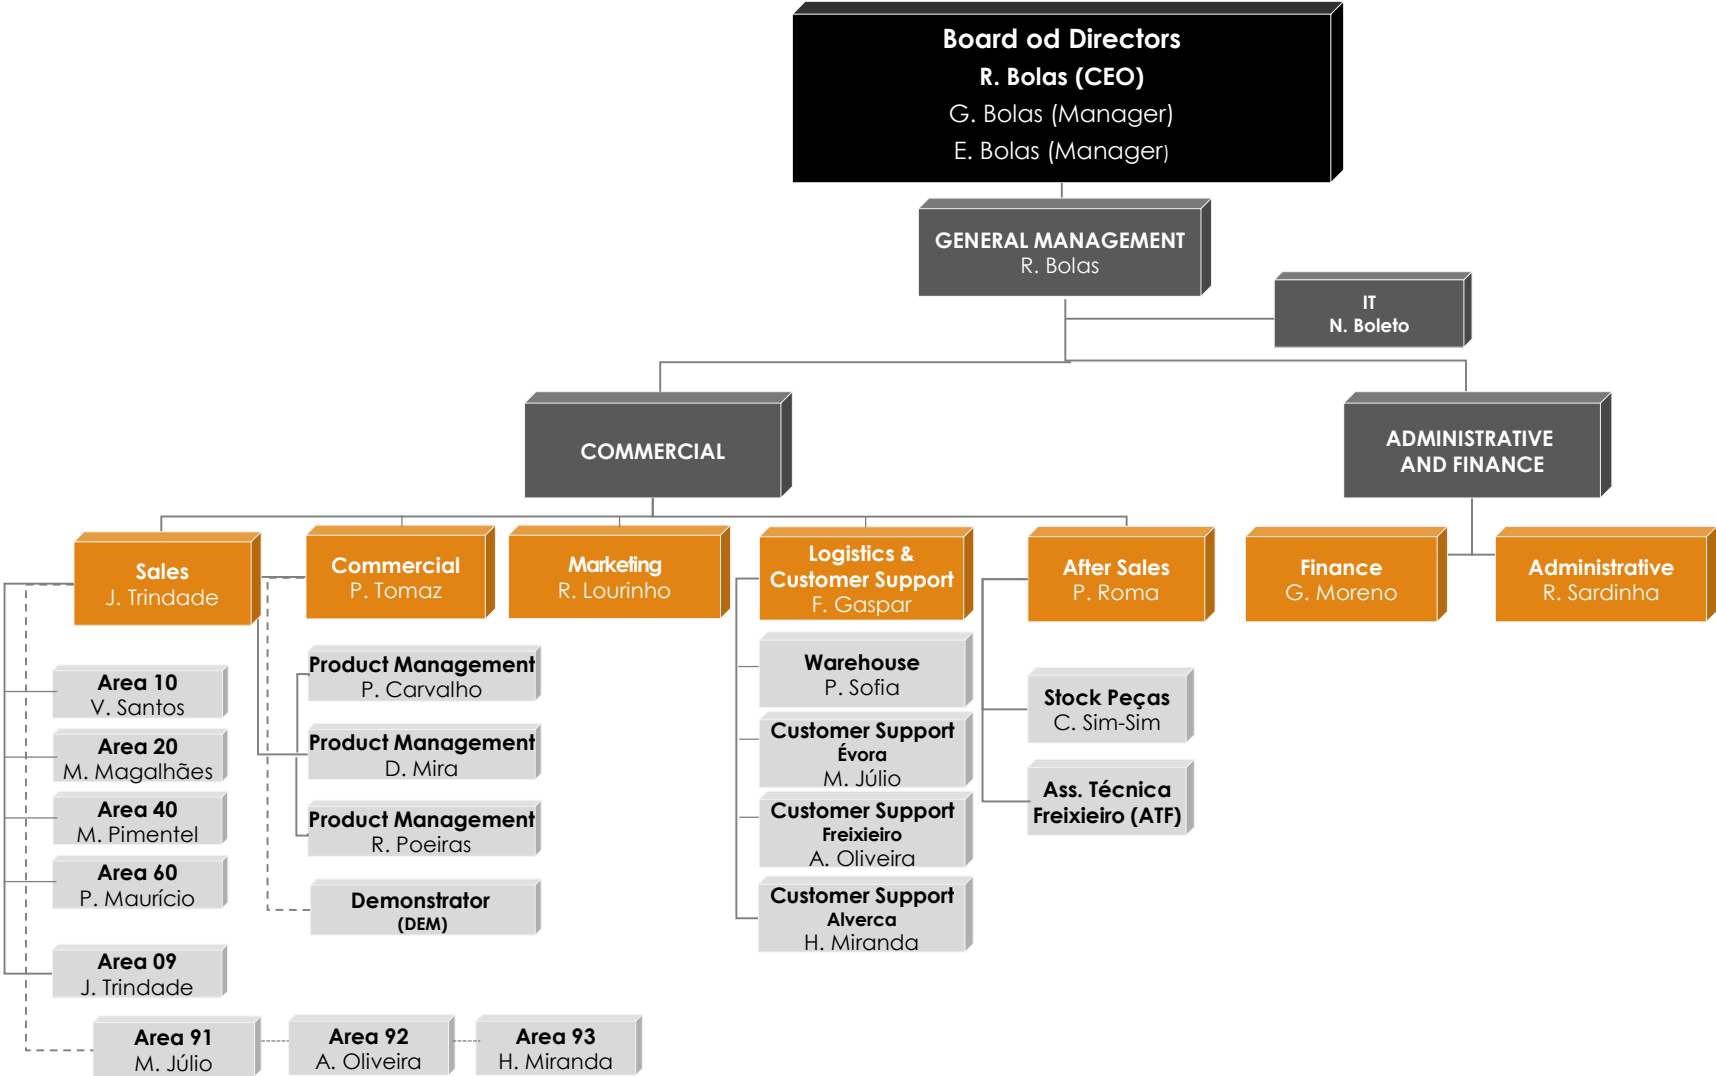 Board od Directors
R. Bolas (CEO)
G. Bolas (Manager)
E. Bolas (Manager)
GENERAL MANAGEMENT
R. Bolas
IT
N. Boleto
COMMERCIAL
ADMINISTRATIVE
AND FINANCE
Sales
J. Trindade
Commercial
P. Tomaz
Marketing
R. Lourinho
Logistics &
Customer Support
F. Gaspar
After Sales
P. Roma
Finance
G. Moreno
Administrative
R. Sardinha
Area 10
V. Santos
Area 20
M. Magalhães
Area 40
M. Pimentel
Area 60
P. Maurício
Area 09
J. Trindade
Area 91
M. Júlio
Area 92
A. Oliveira
Area 93
H. Miranda
Product Management
P. Carvalho
Product Management
D. Mira
Product Management
R. Poeiras
Demonstrator
(DEM)
Warehouse
P. Sofia
Customer Support
Évora
M. Júlio
Customer Support
Freixieiro
A. Oliveira
Customer Support
Alverca
H. Miranda
Stock Peças
C. Sim-Sim
Ass. Técnica
Freixieiro (ATF)